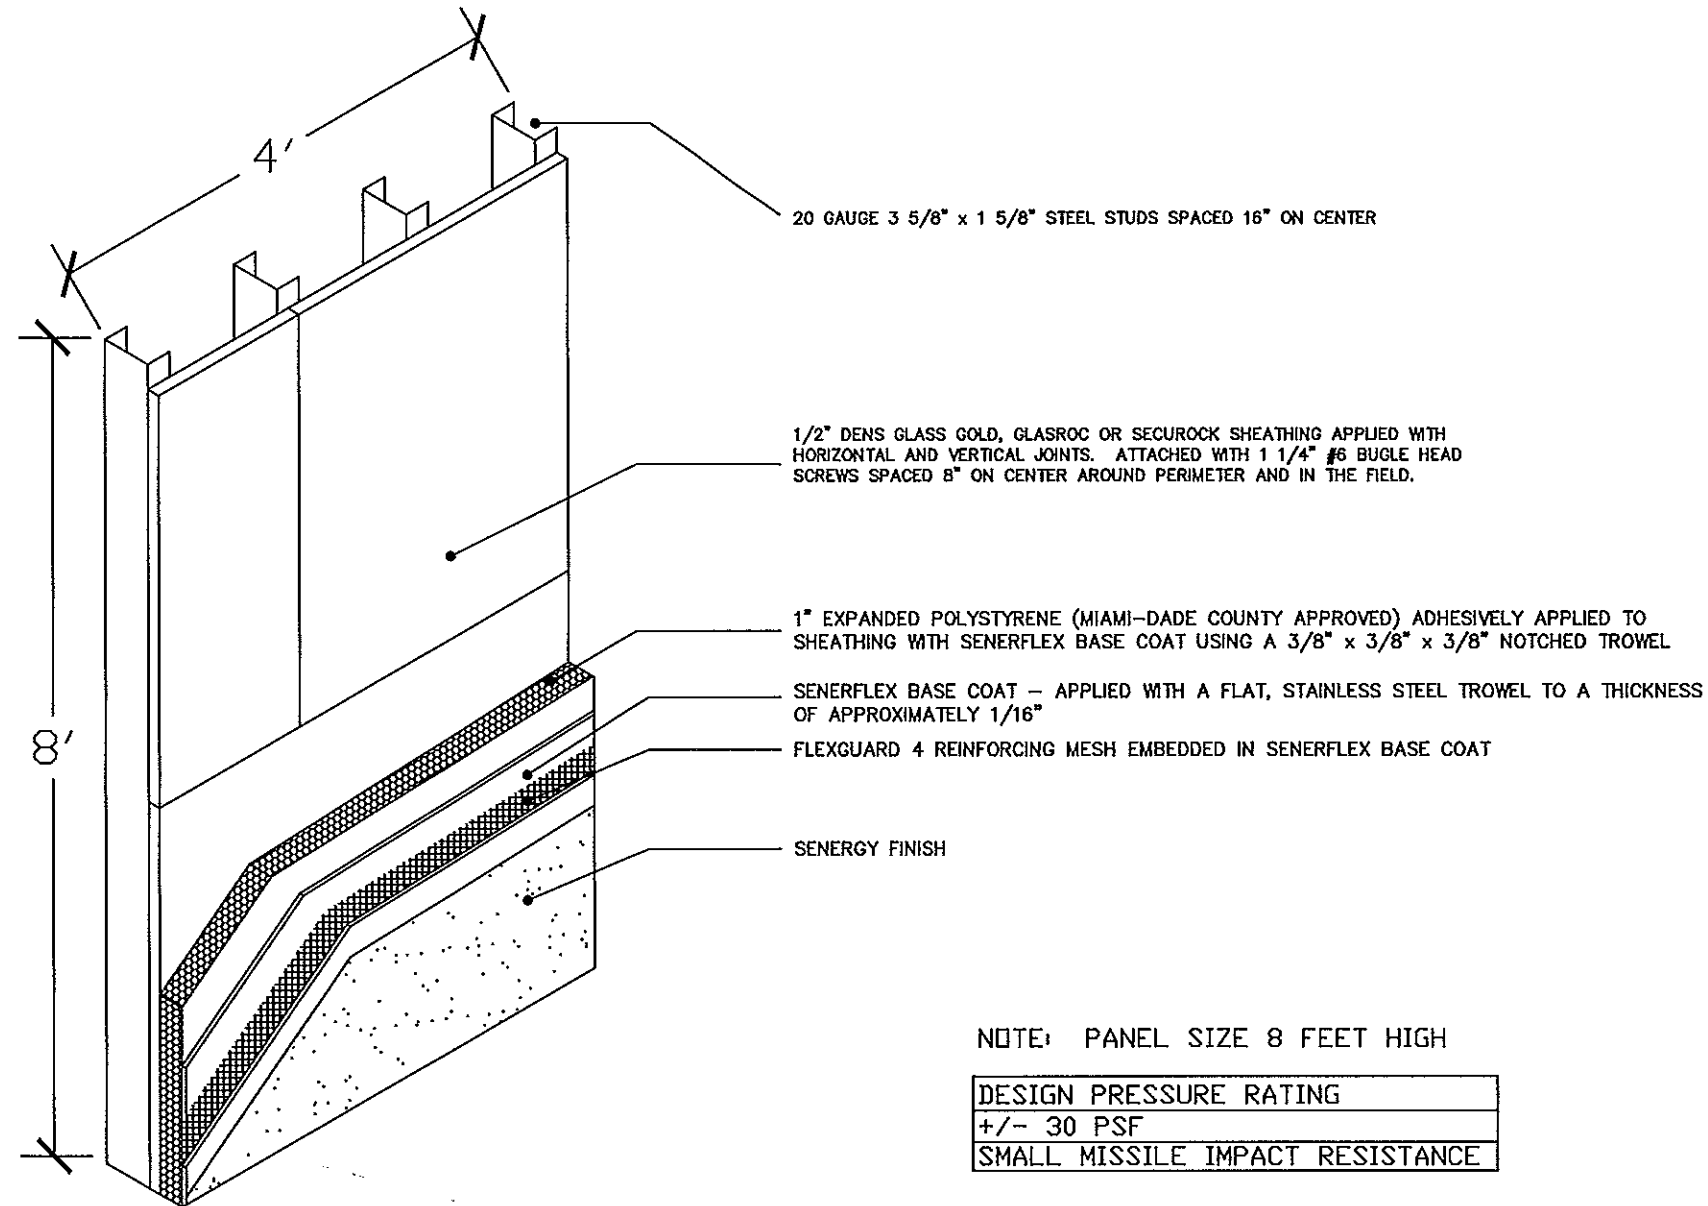 4'
20 GAUGE 3 5/8" x 1 5/8" STEEL STUDS SPACED 16" ON CENTER
1/2" DENS GLASS GOLD, GLASROC OR SECUROCK SHEATHING APPLIED WITH
HORIZONTAL AND VERTICAL JOINTS. ATTACHED WITH 1 1/4" #6 BUGLE HEAD
SCREWS SPACED 8" ON CENTER AROUND PERIMETER AND IN THE FIELD.
1" EXPANDED POLYSTYRENE (MIAMI-DADE COUNTY APPROVED) ADHESIVELY APPLIED TO
SHEATHING WITH SENERFLEX BASE COAT USING A 3/8" x 3/8" x 3/8" NOTCHED TROWEL
SENERFLEX BASE COAT – APPLIED WITH A FLAT, STAINLESS STEEL TROWEL TO A THICKNESS
OF APPROXIMATELY 1/16"
8'
FLEXGUARD 4 REINFORCING MESH EMBEDDED IN SENERFLEX BASE COAT
SENERGY FINISH
NOTE: PANEL SIZE 8 FEET HIGH
DESIGN PRESSURE RATING
+/- 30 PSF
SMALL MISSILE IMPACT RESISTANCE